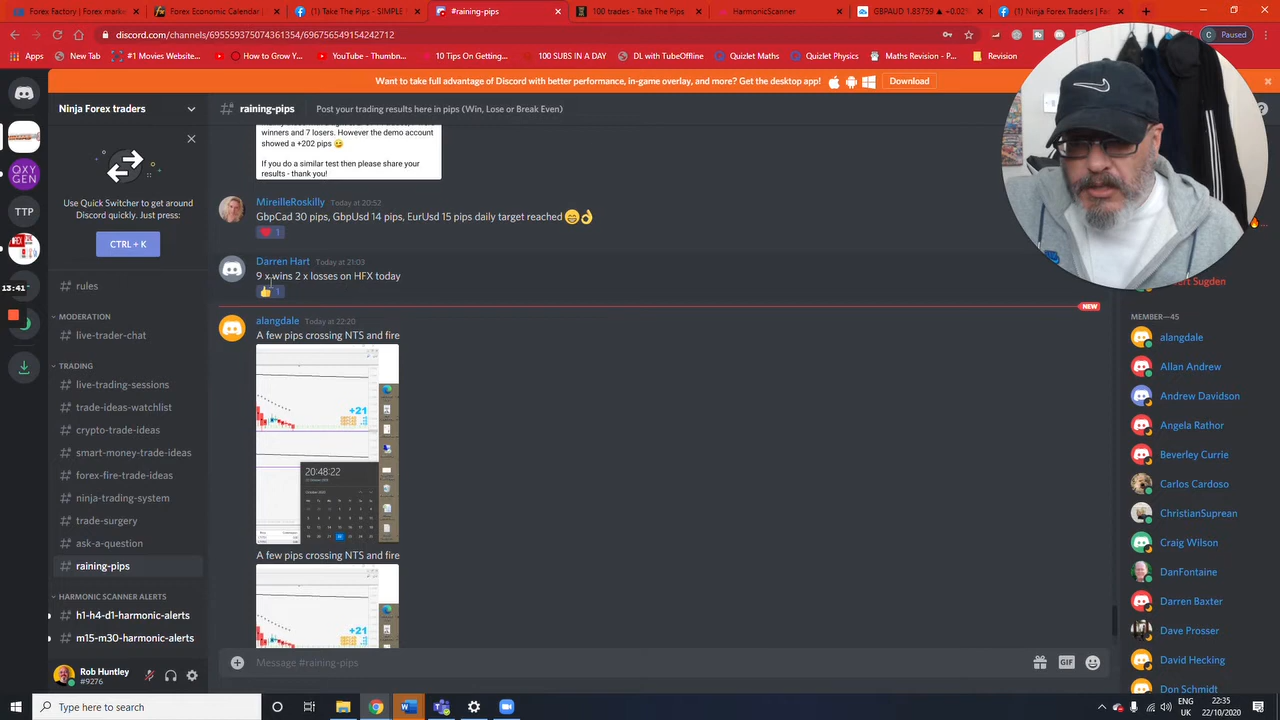 Forex Factory | Forex market
Forex Economic Calendar |
(1) Take The Pips - SIMPLE
#raining-pips
100 trades - Take The Pips
HarmonicScanner
GBPAUD 1.83759 ▲ +0.02%
(1) Ninja Forex Traders | F
discord.com/channels/695559375074361354/696756549154242712
C
Paused
YouTube
New Tab
#1 Movies Website...
How to Grow Yo...
YouTube – Thumbn...
10 Tips On Getting...
100 SUBS IN A DAY
DL with TubeOffline
Quizlet Maths
Quizlet Physics
Maths Revision - P...
Revision
Want to take full advantage of Discord with better performance, in-game overlay, and more? Get the desktop app!
Download
Ninja Forex traders
raining-pips
Post your trading results here in pips (Win, Lose or Break Even)
winners and 7 losers. However the demo account
showed a +202 pips 😉
If you do a similar test then please share your
results - thank you!
Use Quick Switcher to get around
Discord quickly. Just press:
CTRL + K
OXY
GEN
TTP
13:41
MireilleRoskilly Today at 20:52
GbpCad 30 pips, GbpUsd 14 pips, EurUsd 15 pips daily target reached 😄👌
❤️ 1
Darren Hart Today at 21:03
9 x wins 2 x losses on HFX today
👍 1
NEW
alangdale Today at 22:20
A few pips crossing NTS and fire
+21
20:48:22
A few pips crossing NTS and fire
+21
# rules
MODERATION
# live-trader-chat
TRADING
# live-trading-sessions
# trade-ideas-watchlist
# crypto-trade-ideas
# smart-money-trade-ideas
# forex-fire-trade-ideas
# ninja-trading-system
# trade-surgery
# ask-a-question
# raining-pips
HARMONIC SCANNER ALERTS
# h1-h4-d1-harmonic-alerts
# m15-m30-harmonic-alerts
Rob Huntley
#9276
Message #raining-pips
GIF
Sugden
MEMBER—45
alangdale
Allan Andrew
Andrew Davidson
Angela Rathor
Beverley Currie
Carlos Cardoso
ChristianSuprean
Craig Wilson
DanFontaine
Darren Baxter
Dave Prosser
David Hecking
Don Schmidt
Type here to search
ENG
UK
22:35
22/10/2020